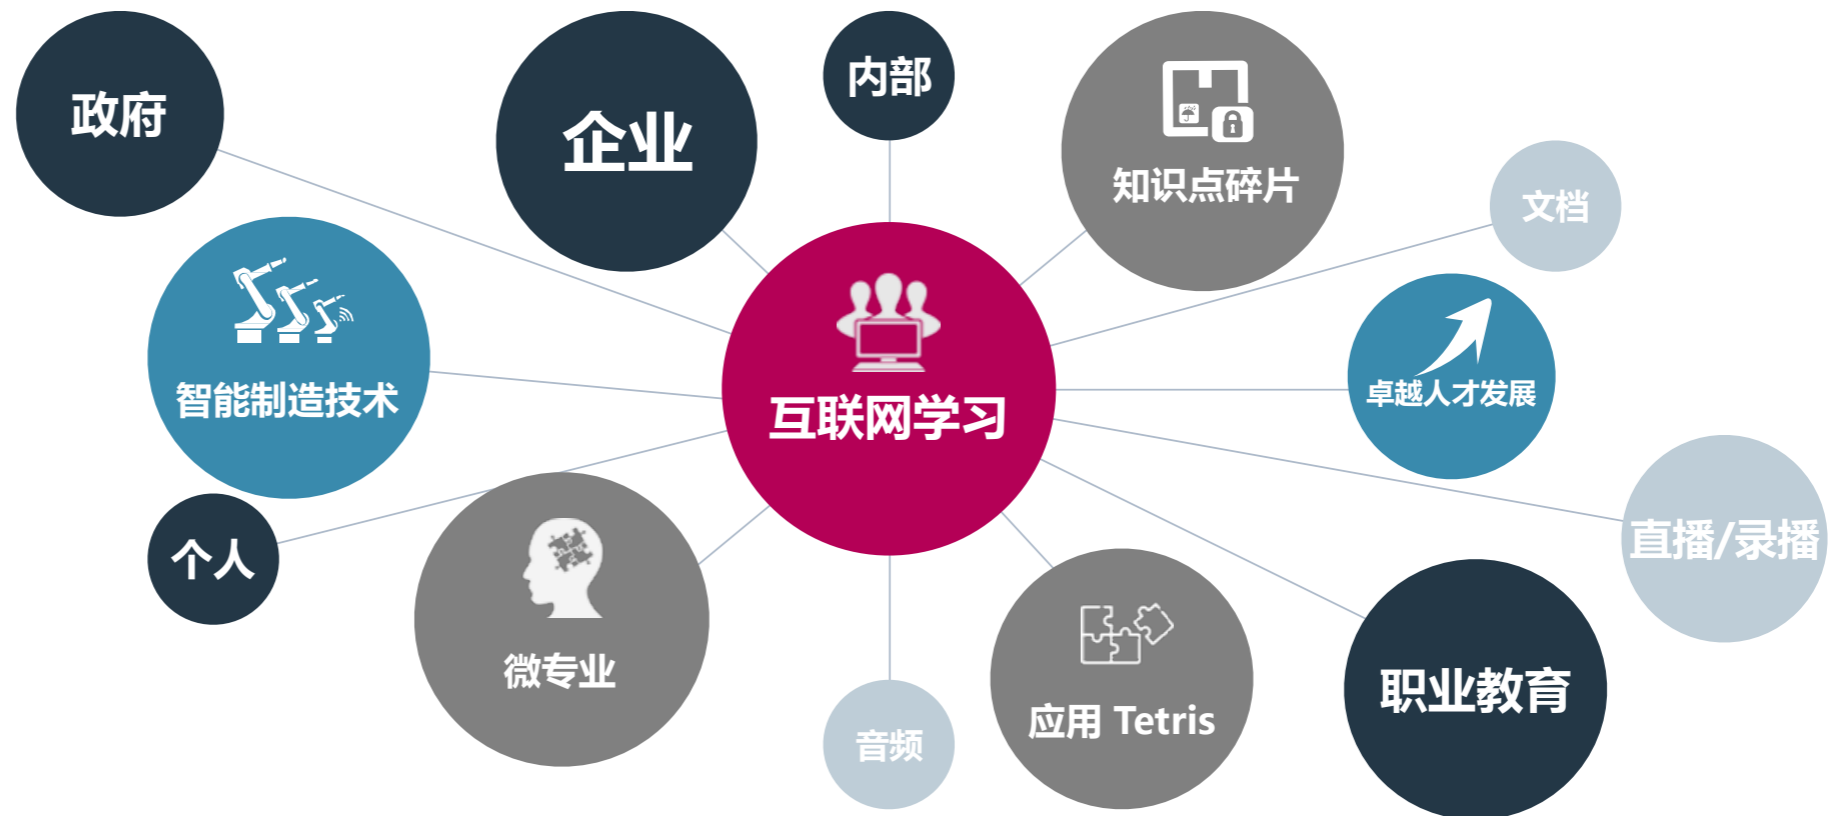 政府
企业
内部
知识点碎片
文档
智能制造技术
互联网学习
卓越人才发展
个人
直播/录播
微专业
应用 Tetris
职业教育
音频